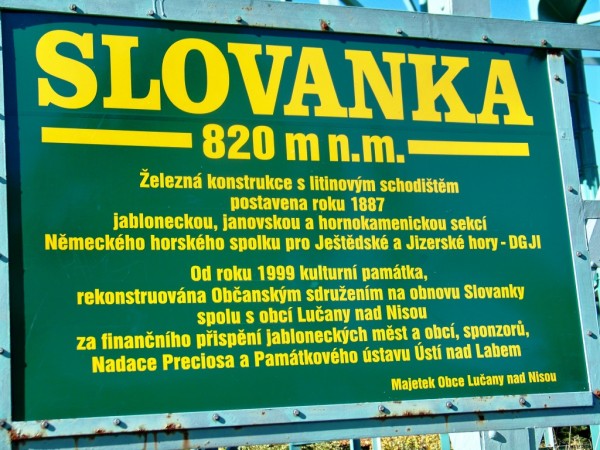 SLOVANKA
820 m n.m.
Železná konstrukce s litinovým schodištěm
postavena roku 1887
jabloneckou, janovskou a hornokamenickou sekcí
Německého horského spolku pro Ještědské a Jizerské hory - DGJI
Od roku 1999 kulturní památka,
rekonstruována Občanským sdružením na obnovu Slovanky
spolu s obcí Lučany nad Nisou
za finančního přispění jabloneckých měst a obcí, sponzorů,
Nadace Preciosa a Památkového ústavu Ústí nad Labem
Majetek Obce Lučany nad Nisou